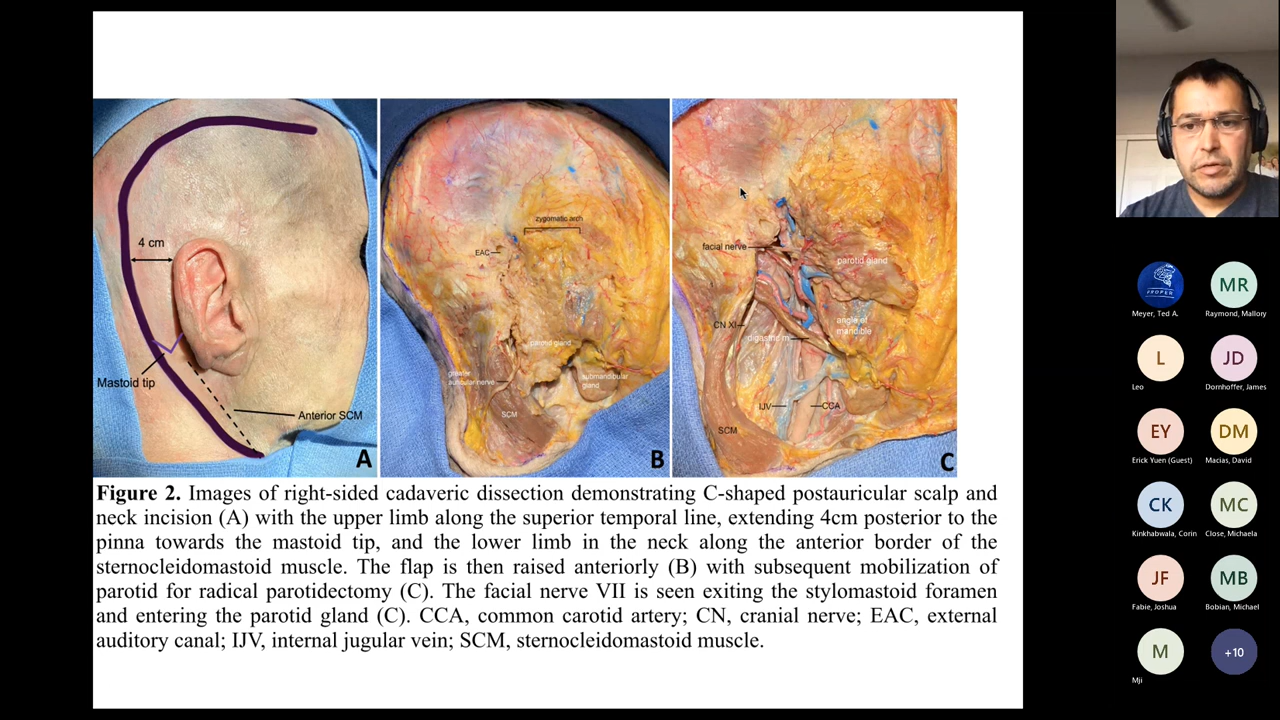 4 cm
Mastoid tip
Anterior SCM
A
zygomatic arch
EAC
parotid gland
greater
auricular nerve
submandibular
gland
SCM
B
facial nerve
parotid gland
CN XI
angle of
mandible
digastric m
IJV
CCA
SCM
C
Figure 2. Images of right-sided cadaveric dissection demonstrating C-shaped postauricular scalp and
neck incision (A) with the upper limb along the superior temporal line, extending 4cm posterior to the
pinna towards the mastoid tip, and the lower limb in the neck along the anterior border of the
sternocleidomastoid muscle. The flap is then raised anteriorly (B) with subsequent mobilization of
parotid for radical parotidectomy (C). The facial nerve VII is seen exiting the stylomastoid foramen
and entering the parotid gland (C). CCA, common carotid artery; CN, cranial nerve; EAC, external
auditory canal; IJV, internal jugular vein; SCM, sternocleidomastoid muscle.
PROPER
Meyer, Ted A.
MR
Raymond, Mallory
L
Leo
JD
Dornhoffer, James
EY
Erick Yuen (Guest)
DM
Macias, David
CK
Kinkhabwala, Corin
MC
Close, Michaela
JF
Fabie, Joshua
MB
Bobian, Michael
M
Mji
+10